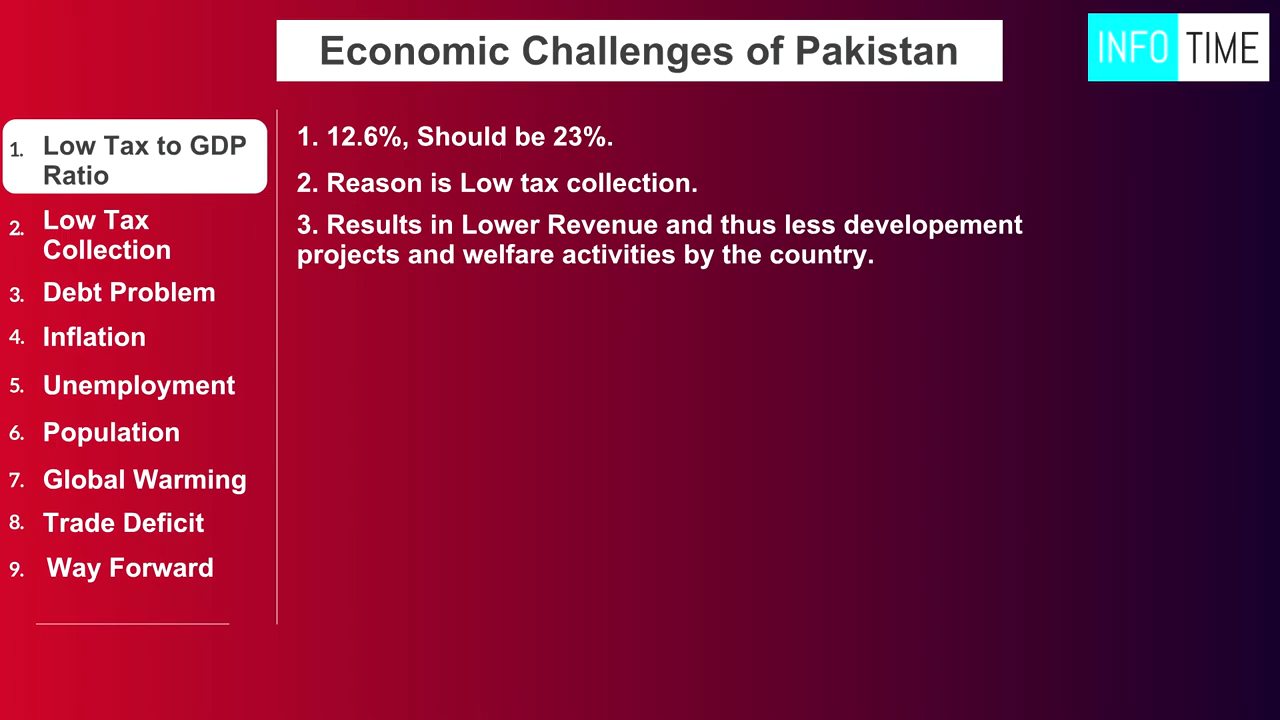 Economic Challenges of Pakistan
INFO TIME
1. Low Tax to GDP
Ratio
2. Low Tax
Collection
3. Debt Problem
4. Inflation
5. Unemployment
6. Population
7. Global Warming
8. Trade Deficit
9. Way Forward
1. 12.6%, Should be 23%.
2. Reason is Low tax collection.
3. Results in Lower Revenue and thus less developement
projects and welfare activities by the country.